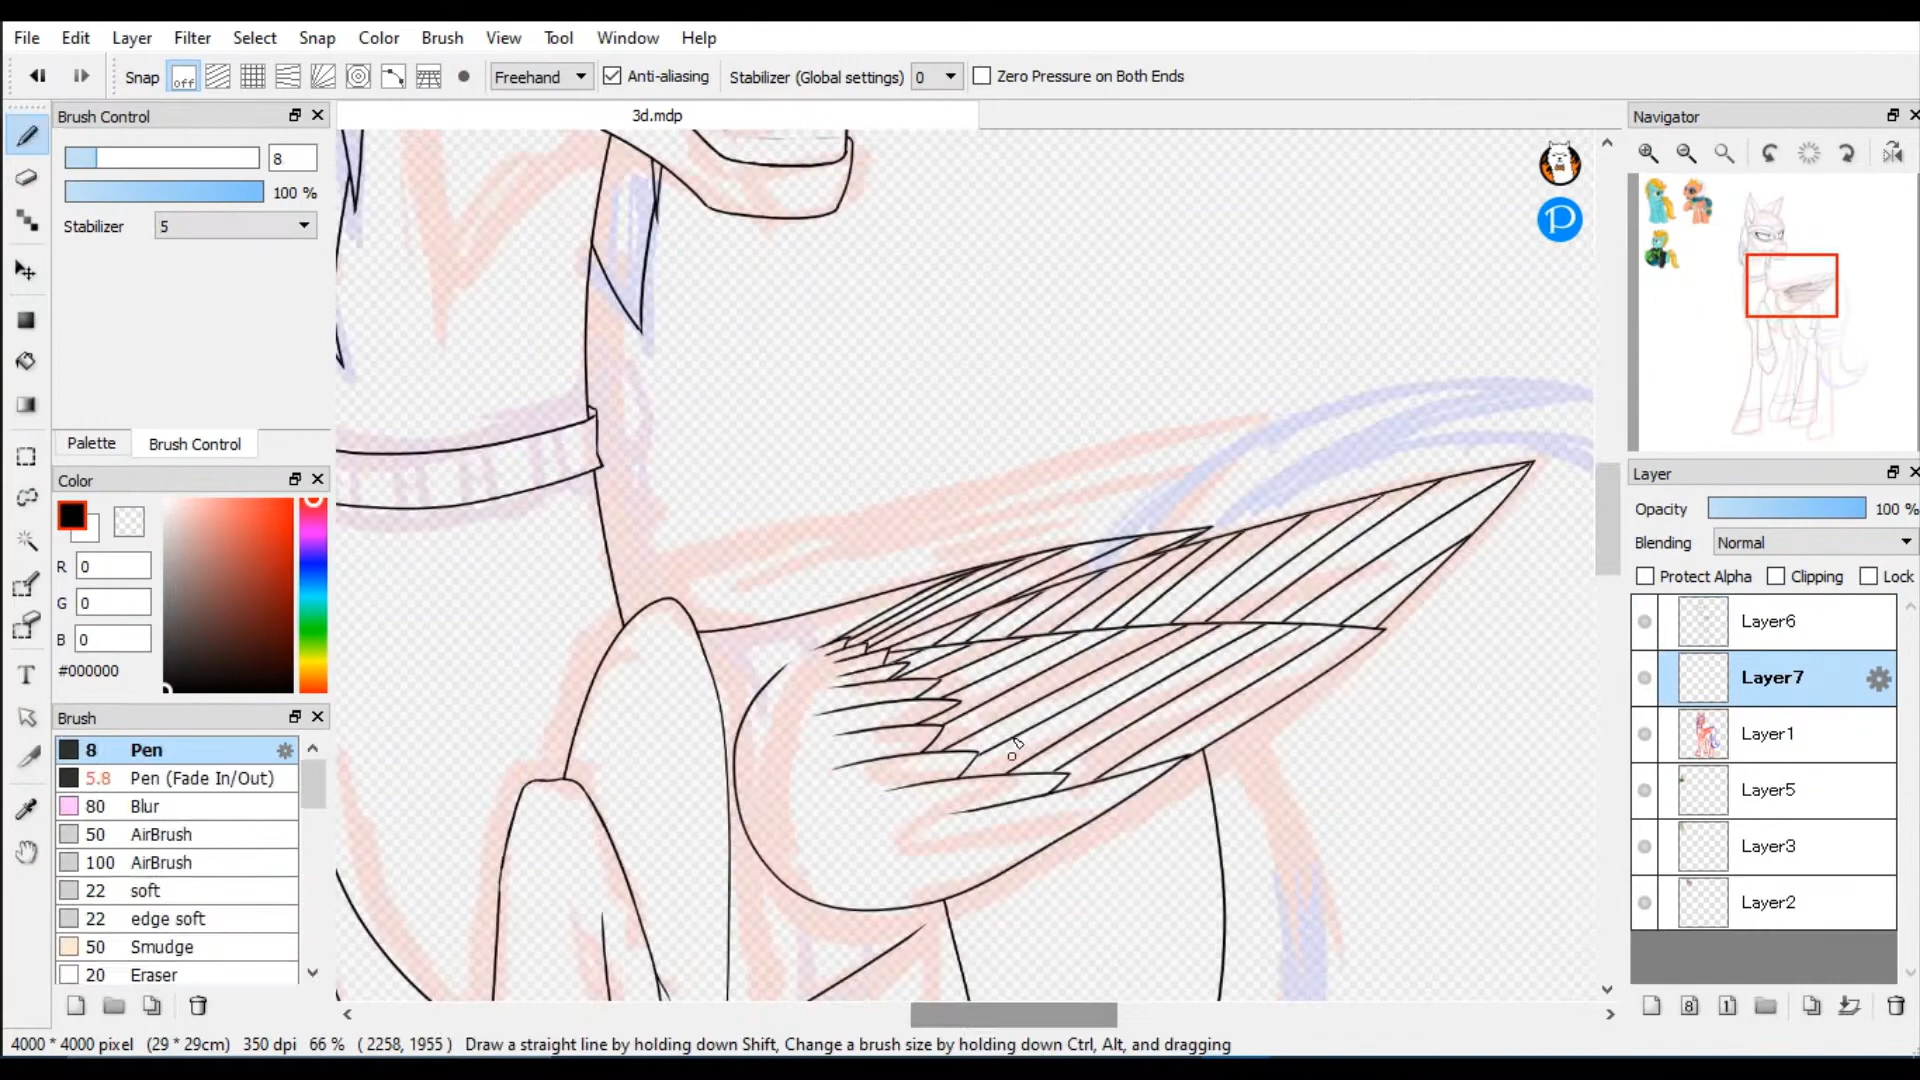 File Edit Layer Filter Select Snap Color Brush View Tool Window Help
Snap off Freehand Anti-aliasing Stabilizer (Global settings) 0 Zero Pressure on Both Ends
Brush Control
3d.mdp
Navigator
8
100 %
Stabilizer 5
P
Palette Brush Control
Color
R 0
G 0
B 0
#000000
Brush
8 Pen
5.8 Pen (Fade In/Out)
80 Blur
50 AirBrush
100 AirBrush
22 soft
22 edge soft
50 Smudge
20 Eraser
Layer
Opacity 100 %
Blending Normal
Protect Alpha Clipping Lock
Layer6
Layer7
Layer1
Layer5
Layer3
Layer2
8 1
T
4000 * 4000 pixel (29 * 29cm) 350 dpi 66 % ( 2258, 1955 ) Draw a straight line by holding down Shift, Change a brush size by holding down Ctrl, Alt, and dragging